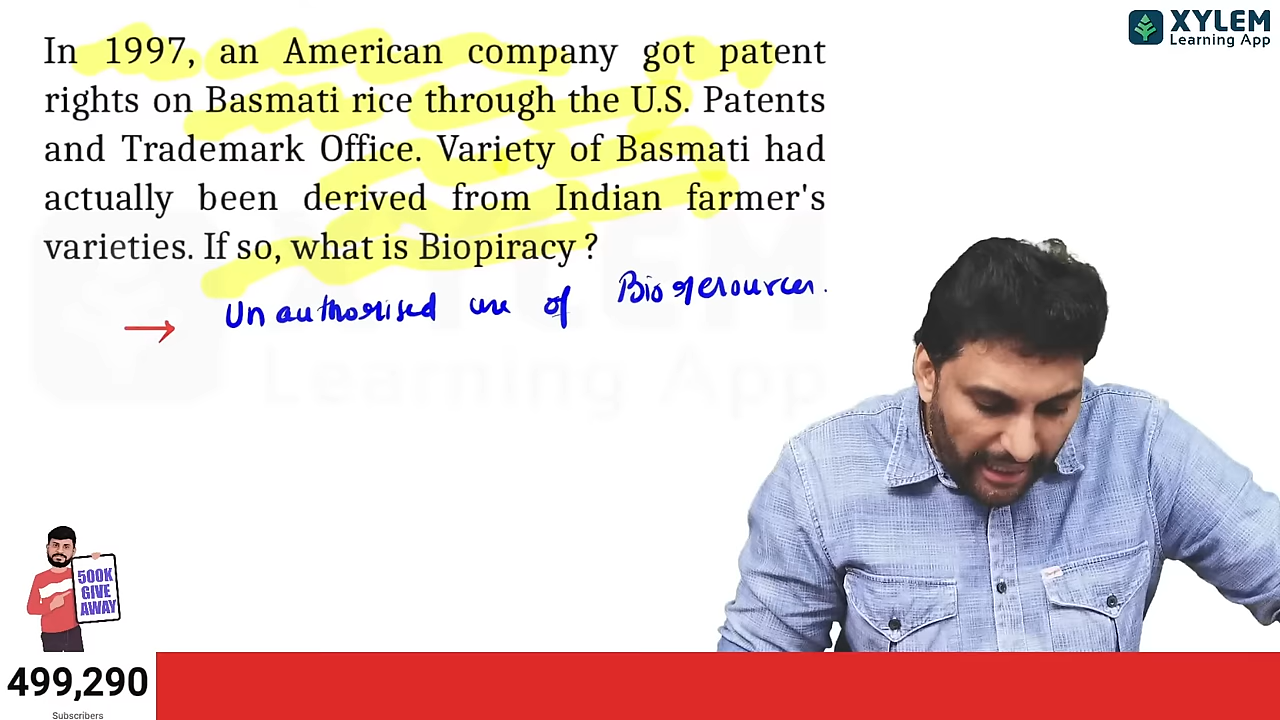 XYLEM
Learning App
In 1997, an American company got patent
rights on Basmati rice through the U.S. Patents
and Trademark Office. Variety of Basmati had
actually been derived from Indian farmer's
varieties. If so, what is Biopiracy ?
Unauthorised use of Bioresources.
Learning App
500K
GIVE
AWAY
499,290
Subscribers